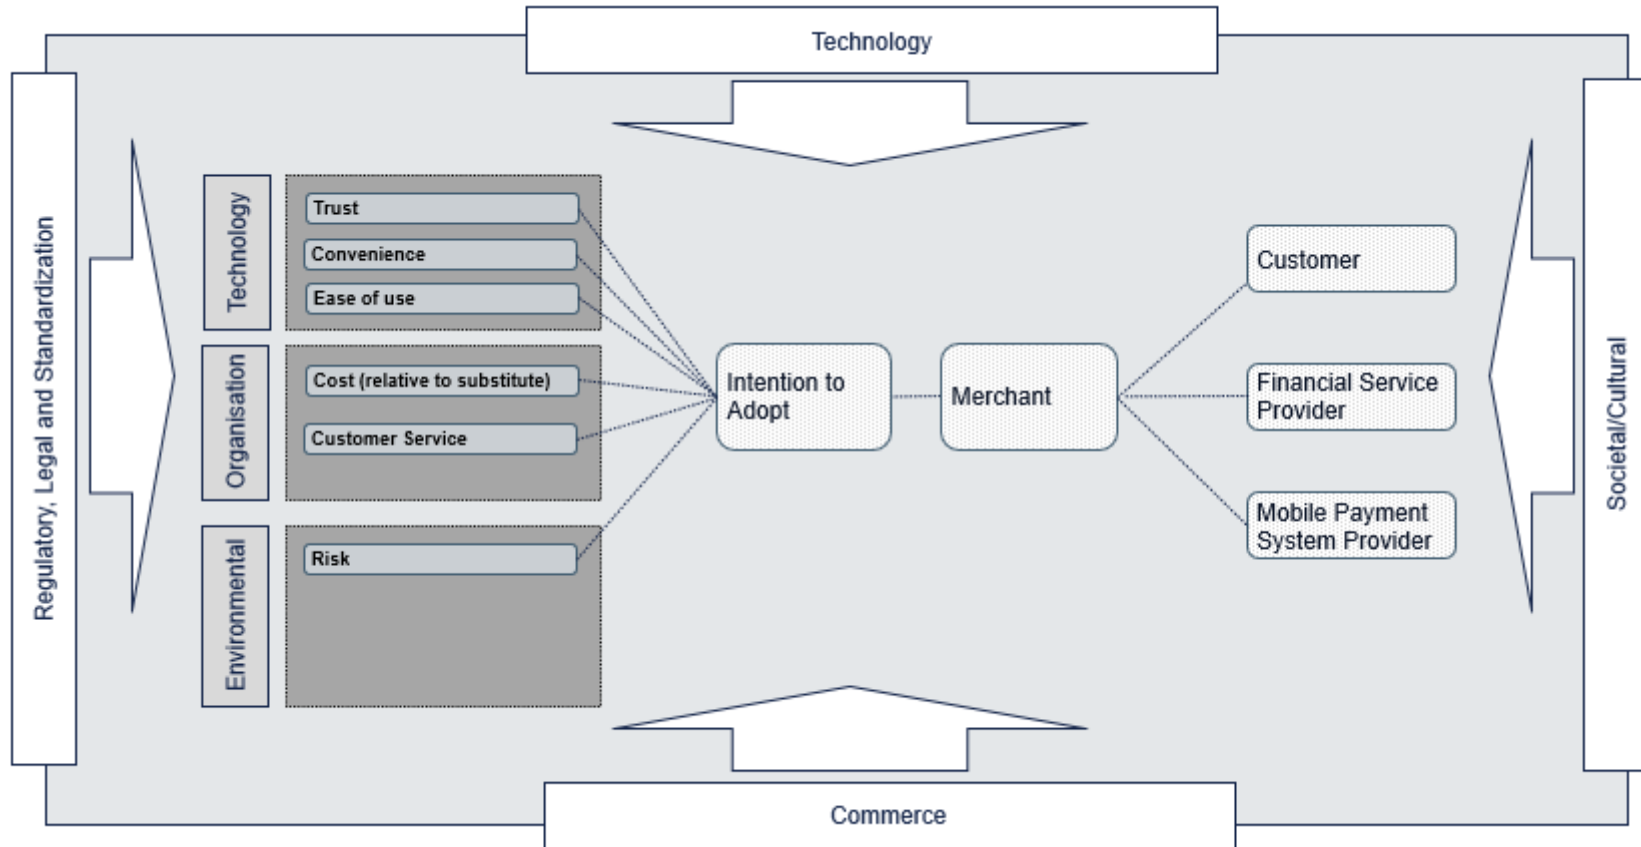 Technology
Regulatory, Legal and Standardization
Technology
Trust
Convenience
Ease of use
Organisation
Cost (relative to substitute)
Customer Service
Environmental
Risk
Intention to
Adopt
Merchant
Customer
Financial Service
Provider
Mobile Payment
System Provider
Societal/Cultural
Commerce